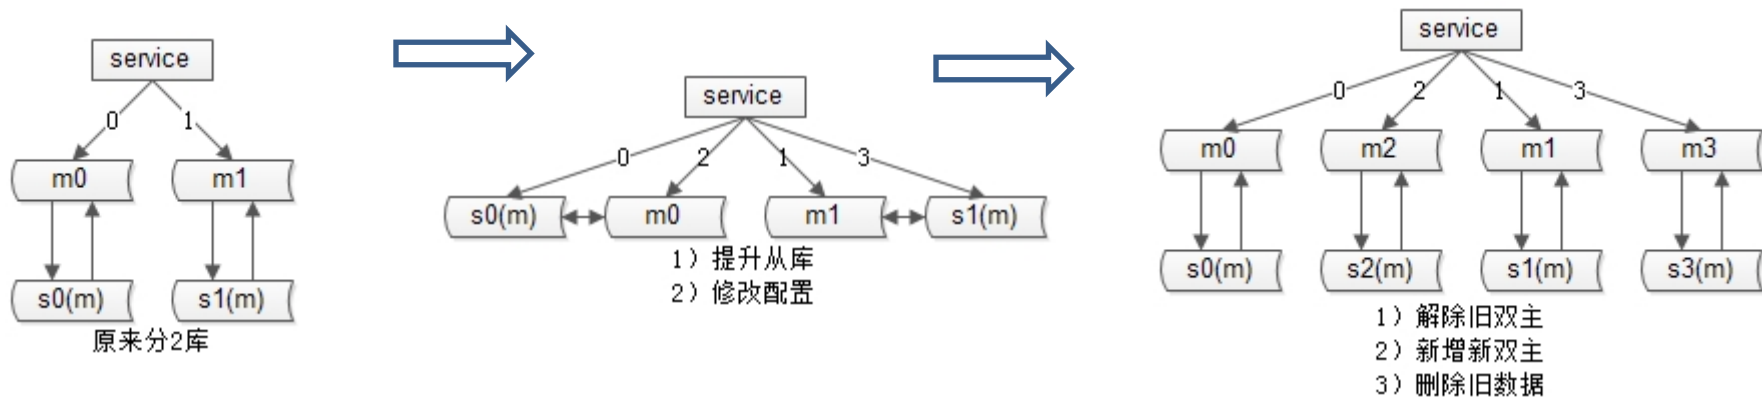 service
0
1
m0
m1
s0(m)
s1(m)
原来分2库
service
0
2
1
3
s0(m)
m0
m1
s1(m)
1）提升从库
2）修改配置
service
0
2
1
3
m0
m2
m1
m3
s0(m)
s2(m)
s1(m)
s3(m)
1）解除旧双主
2）新增新双主
3）删除旧数据